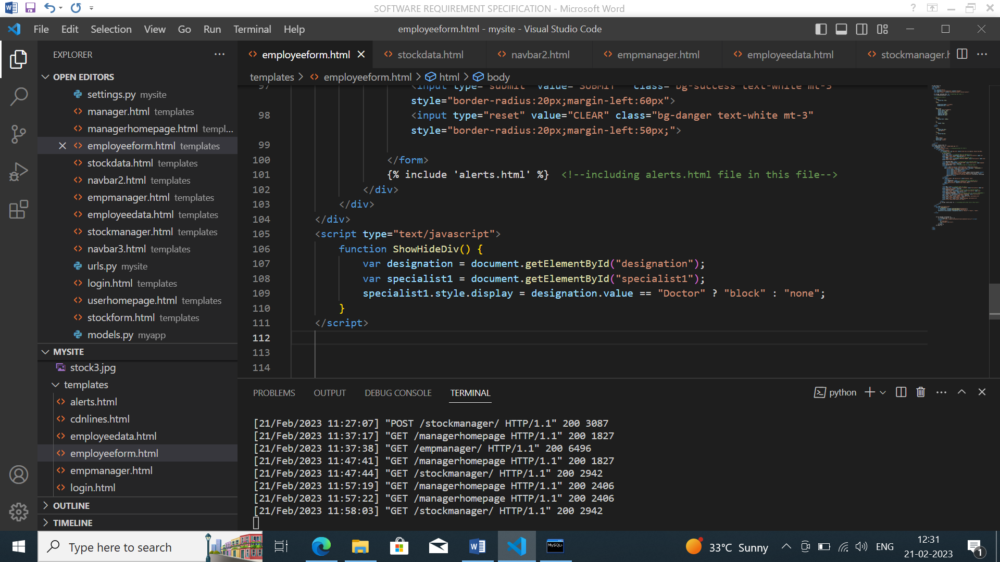 SOFTWARE REQUIREMENT SPECIFICATION - Microsoft Word
File Edit Selection View Go Run Terminal Help
employeeform.html - mysite - Visual Studio Code
EXPLORER
OPEN EDITORS
settings.py mysite
manager.html templates
managerhomepage.html templ...
employeeform.html templates
stockdata.html templates
navbar2.html templates
empmanager.html templates
employeedata.html templates
stockmanager.html templates
navbar3.html templates
urls.py mysite
login.html templates
userhomepage.html templates
stockform.html templates
models.py myapp
MYSITE
stock3.jpg
templates
alerts.html
cdnlines.html
employeedata.html
employeeform.html
empmanager.html
login.html
OUTLINE
TIMELINE
employeeform.html stockdata.html navbar2.html empmanager.html employeedata.html stockmanager.h
templates > employeeform.html > html > body
97 <input type="submit" value="SUBMIT" class="bg-success text-white mt-3"
style="border-radius:20px;margin-left:60px">
98 <input type="reset" value="CLEAR" class="bg-danger text-white mt-3"
style="border-radius:20px;margin-left:50px;">
99
100 </form>
101 {% include 'alerts.html' %} <!--including alerts.html file in this file-->
102 </div>
103 </div>
104 </div>
105 <script type="text/javascript">
106 function ShowHideDiv() {
107 var designation = document.getElementById("designation");
108 var specialist1 = document.getElementById("specialist1");
109 specialist1.style.display = designation.value == "Doctor" ? "block" : "none";
110 }
111 </script>
112
113
114
PROBLEMS OUTPUT DEBUG CONSOLE TERMINAL
python
[21/Feb/2023 11:27:07] "POST /stockmanager/ HTTP/1.1" 200 3087
[21/Feb/2023 11:37:17] "GET /managerhomepage HTTP/1.1" 200 1827
[21/Feb/2023 11:37:38] "GET /empmanager/ HTTP/1.1" 200 6496
[21/Feb/2023 11:47:41] "GET /managerhomepage HTTP/1.1" 200 1827
[21/Feb/2023 11:47:44] "GET /stockmanager/ HTTP/1.1" 200 2942
[21/Feb/2023 11:57:19] "GET /managerhomepage HTTP/1.1" 200 2406
[21/Feb/2023 11:57:22] "GET /managerhomepage HTTP/1.1" 200 2406
[21/Feb/2023 11:58:03] "GET /stockmanager/ HTTP/1.1" 200 2942
Type here to search
MySQL
33°C Sunny
ENG
12:31
21-02-2023
1